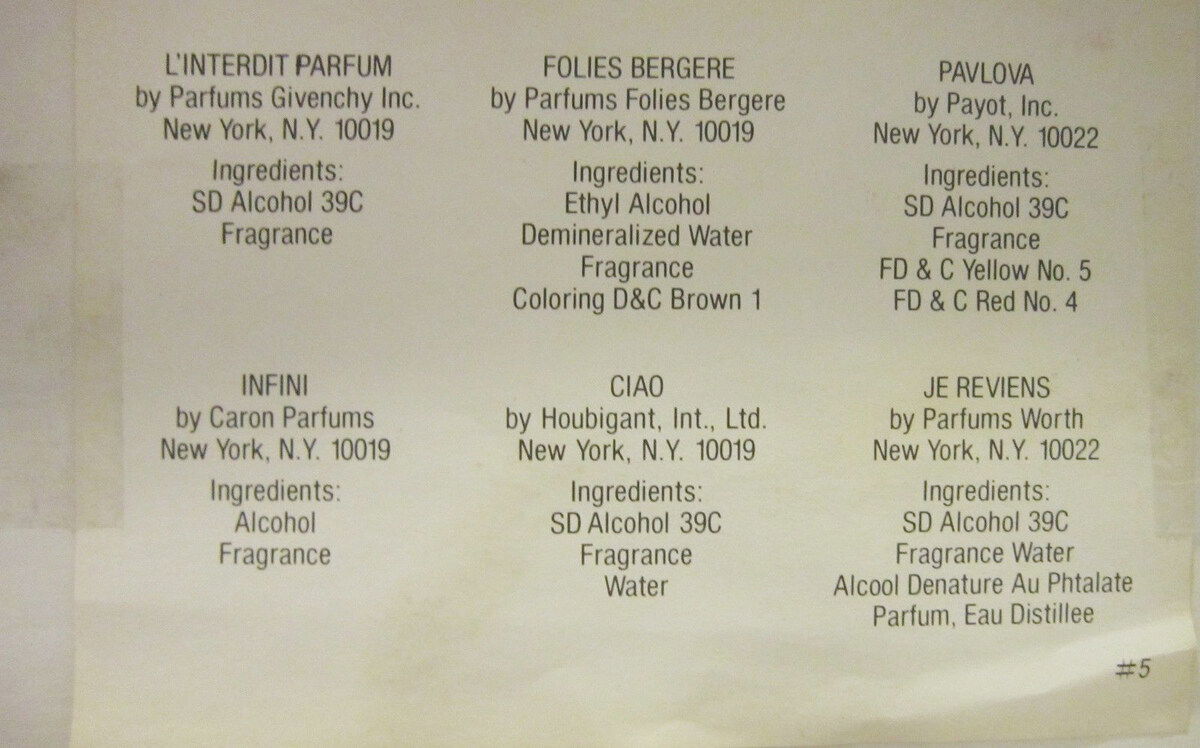 L'INTERDIT PARFUM
by Parfums Givenchy Inc.
New York, N.Y. 10019
Ingredients:
SD Alcohol 39C
Fragrance
FOLIES BERGERE
by Parfums Folies Bergere
New York, N.Y. 10019
Ingredients:
Ethyl Alcohol
Demineralized Water
Fragrance
Coloring D&C Brown 1
PAVLOVA
by Payot, Inc.
New York, N.Y. 10022
Ingredients:
SD Alcohol 39C
Fragrance
FD & C Yellow No. 5
FD & C Red No. 4
INFINI
by Caron Parfums
New York, N.Y. 10019
Ingredients:
Alcohol
Fragrance
CIAO
by Houbigant, Int., Ltd.
New York, N.Y. 10019
Ingredients:
SD Alcohol 39C
Fragrance
Water
JE REVIENS
by Parfums Worth
New York, N.Y. 10022
Ingredients:
SD Alcohol 39C
Fragrance Water
Alcool Denature Au Phtalate
Parfum, Eau Distillee
#5